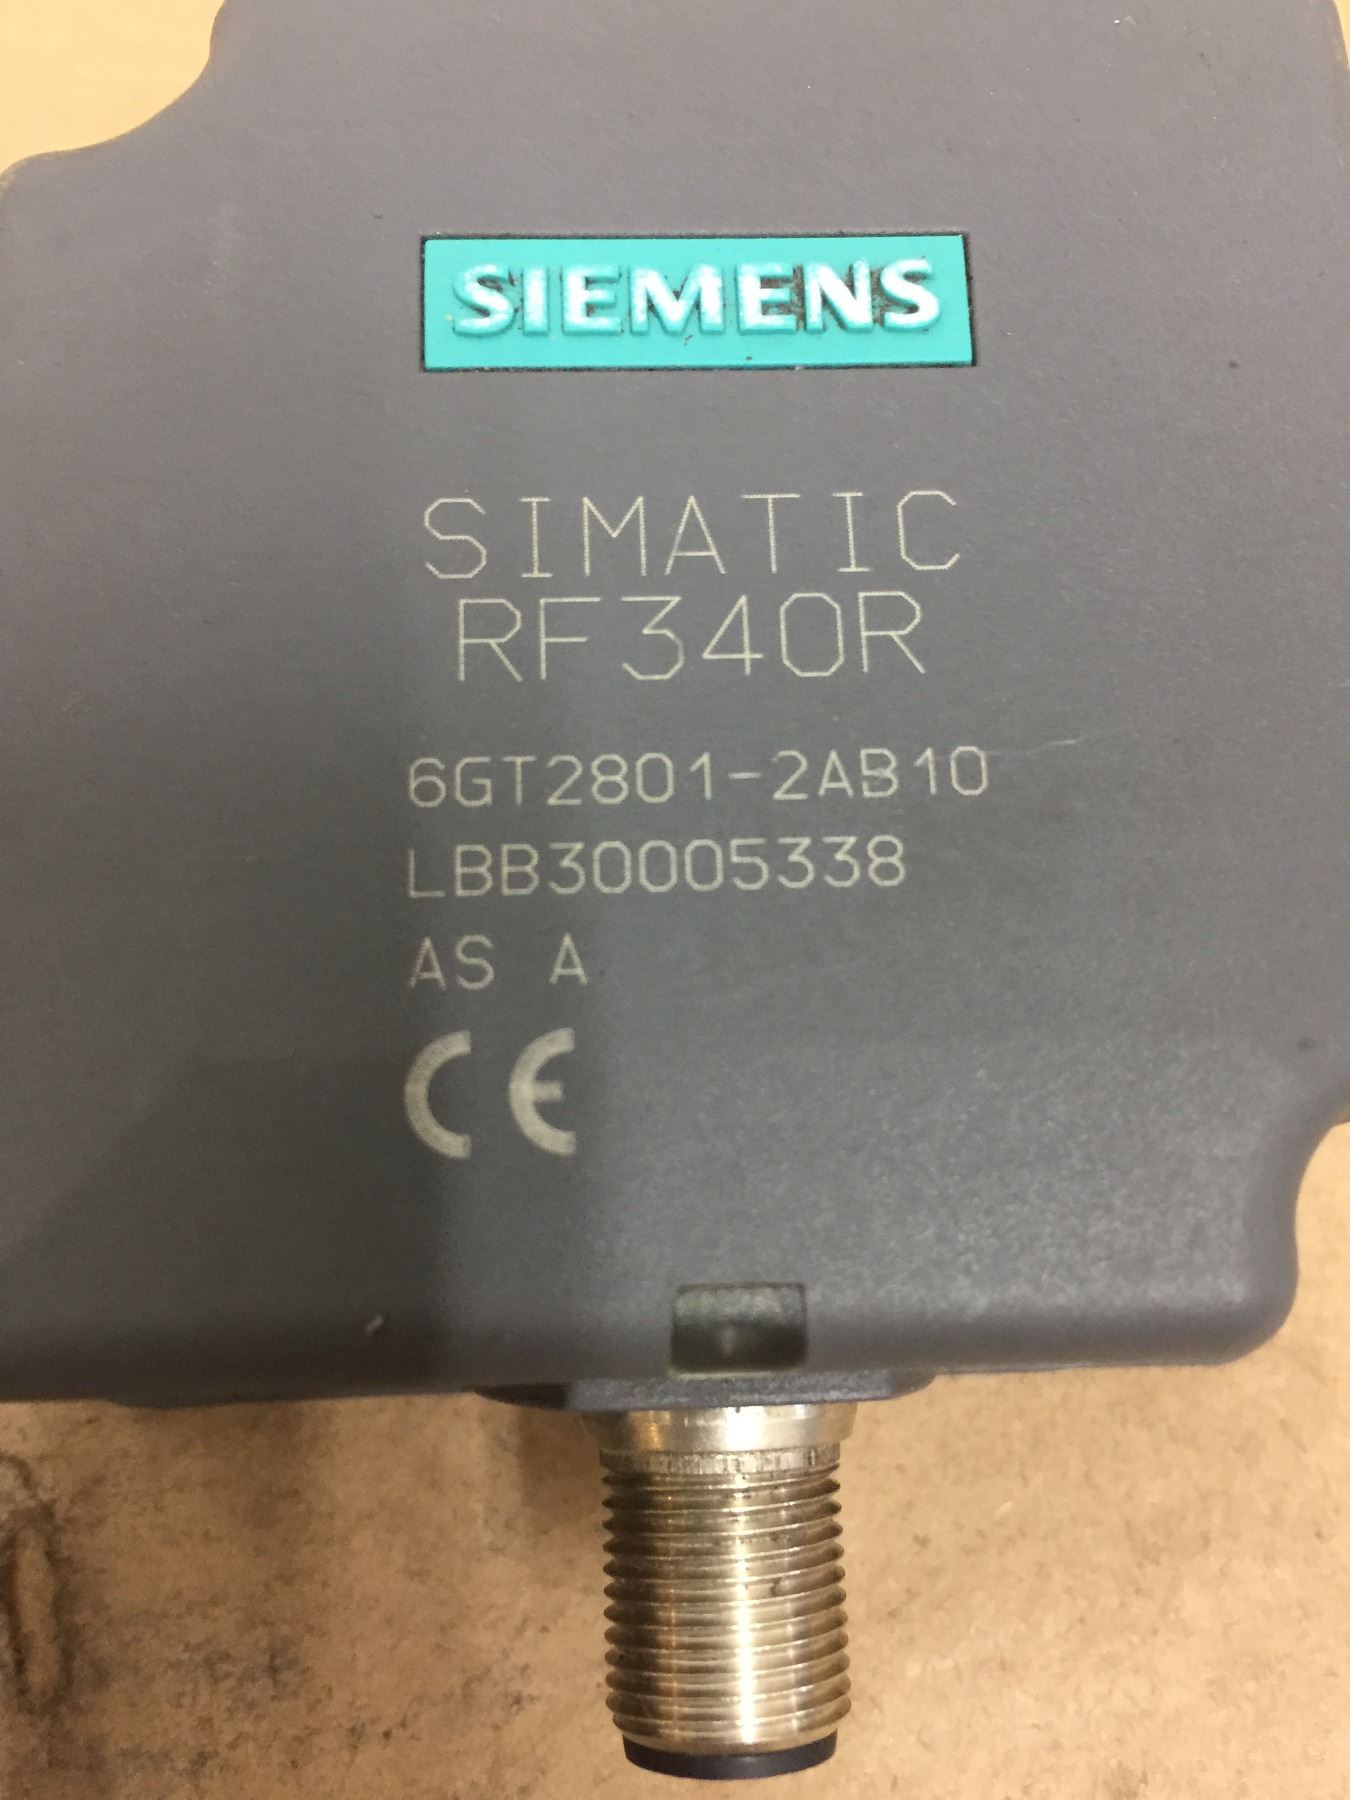 SIEMENS
SIMATIC
RF340R
6GT2801-2AB10
LBB30005338
AS A
CE